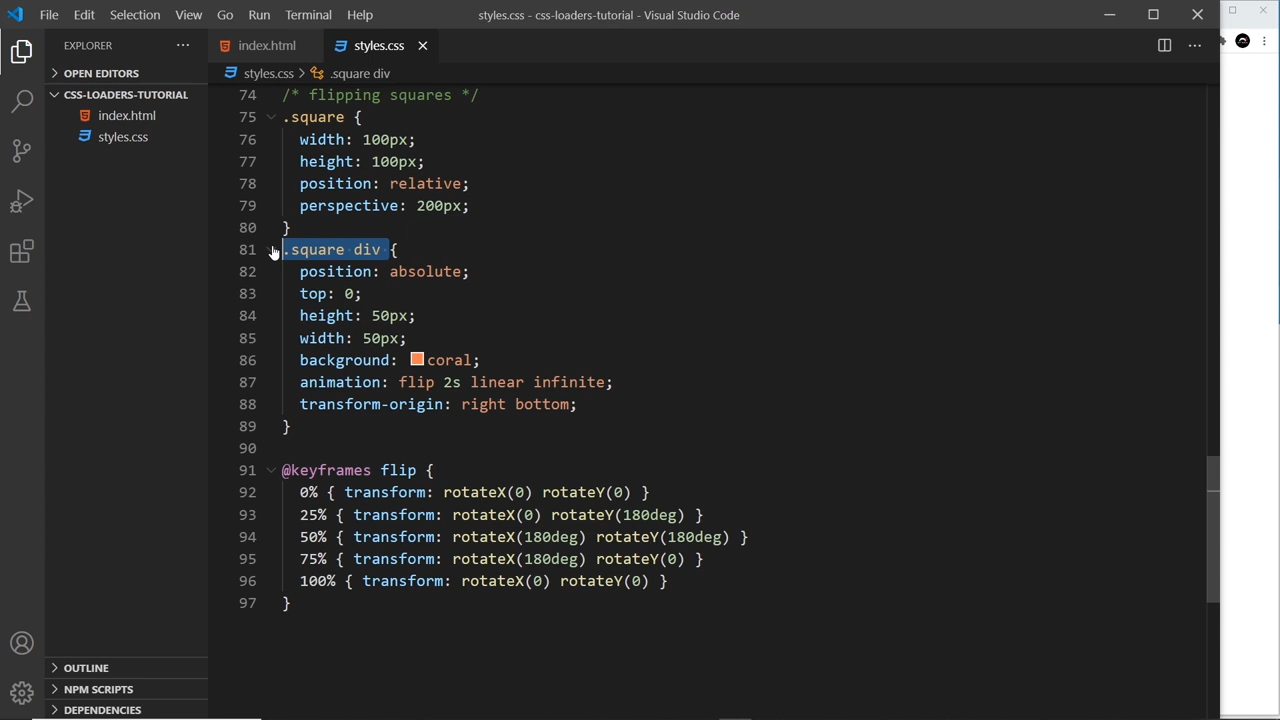 File Edit Selection View Go Run Terminal Help
styles.css - css-loaders-tutorial - Visual Studio Code
EXPLORER
OPEN EDITORS
CSS-LOADERS-TUTORIAL
index.html
styles.css
OUTLINE
NPM SCRIPTS
DEPENDENCIES
index.html styles.css
styles.css > .square div
74 /* flipping squares */
75 .square {
76 width: 100px;
77 height: 100px;
78 position: relative;
79 perspective: 200px;
80 }
81 .square div {
82 position: absolute;
83 top: 0;
84 height: 50px;
85 width: 50px;
86 background: coral;
87 animation: flip 2s linear infinite;
88 transform-origin: right bottom;
89 }
90
91 @keyframes flip {
92 0% { transform: rotateX(0) rotateY(0) }
93 25% { transform: rotateX(0) rotateY(180deg) }
94 50% { transform: rotateX(180deg) rotateY(180deg) }
95 75% { transform: rotateX(180deg) rotateY(0) }
96 100% { transform: rotateX(0) rotateY(0) }
97 }